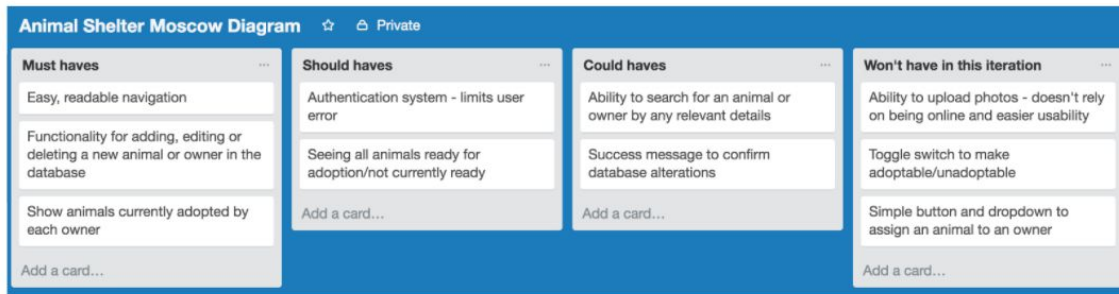 Animal Shelter Moscow Diagram
Private
Must haves
Easy, readable navigation
Functionality for adding, editing or
deleting a new animal or owner in the
database
Show animals currently adopted by
each owner
Add a card...
Should haves
Authentication system - limits user
error
Seeing all animals ready for
adoption/not currently ready
Add a card...
Could haves
Ability to search for an animal or
owner by any relevant details
Success message to confirm
database alterations
Add a card...
Won't have in this iteration
Ability to upload photos - doesn't rely
on being online and easier usability
Toggle switch to make
adoptable/unadoptable
Simple button and dropdown to
assign an animal to an owner
Add a card...